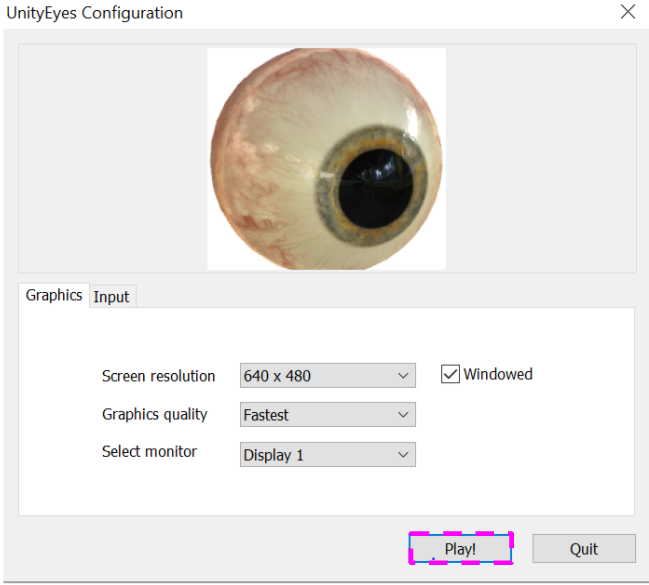 UnityEyes Configuration
Graphics Input
Screen resolution 640 x 480 Windowed
Graphics quality Fastest
Select monitor Display 1
Play! Quit